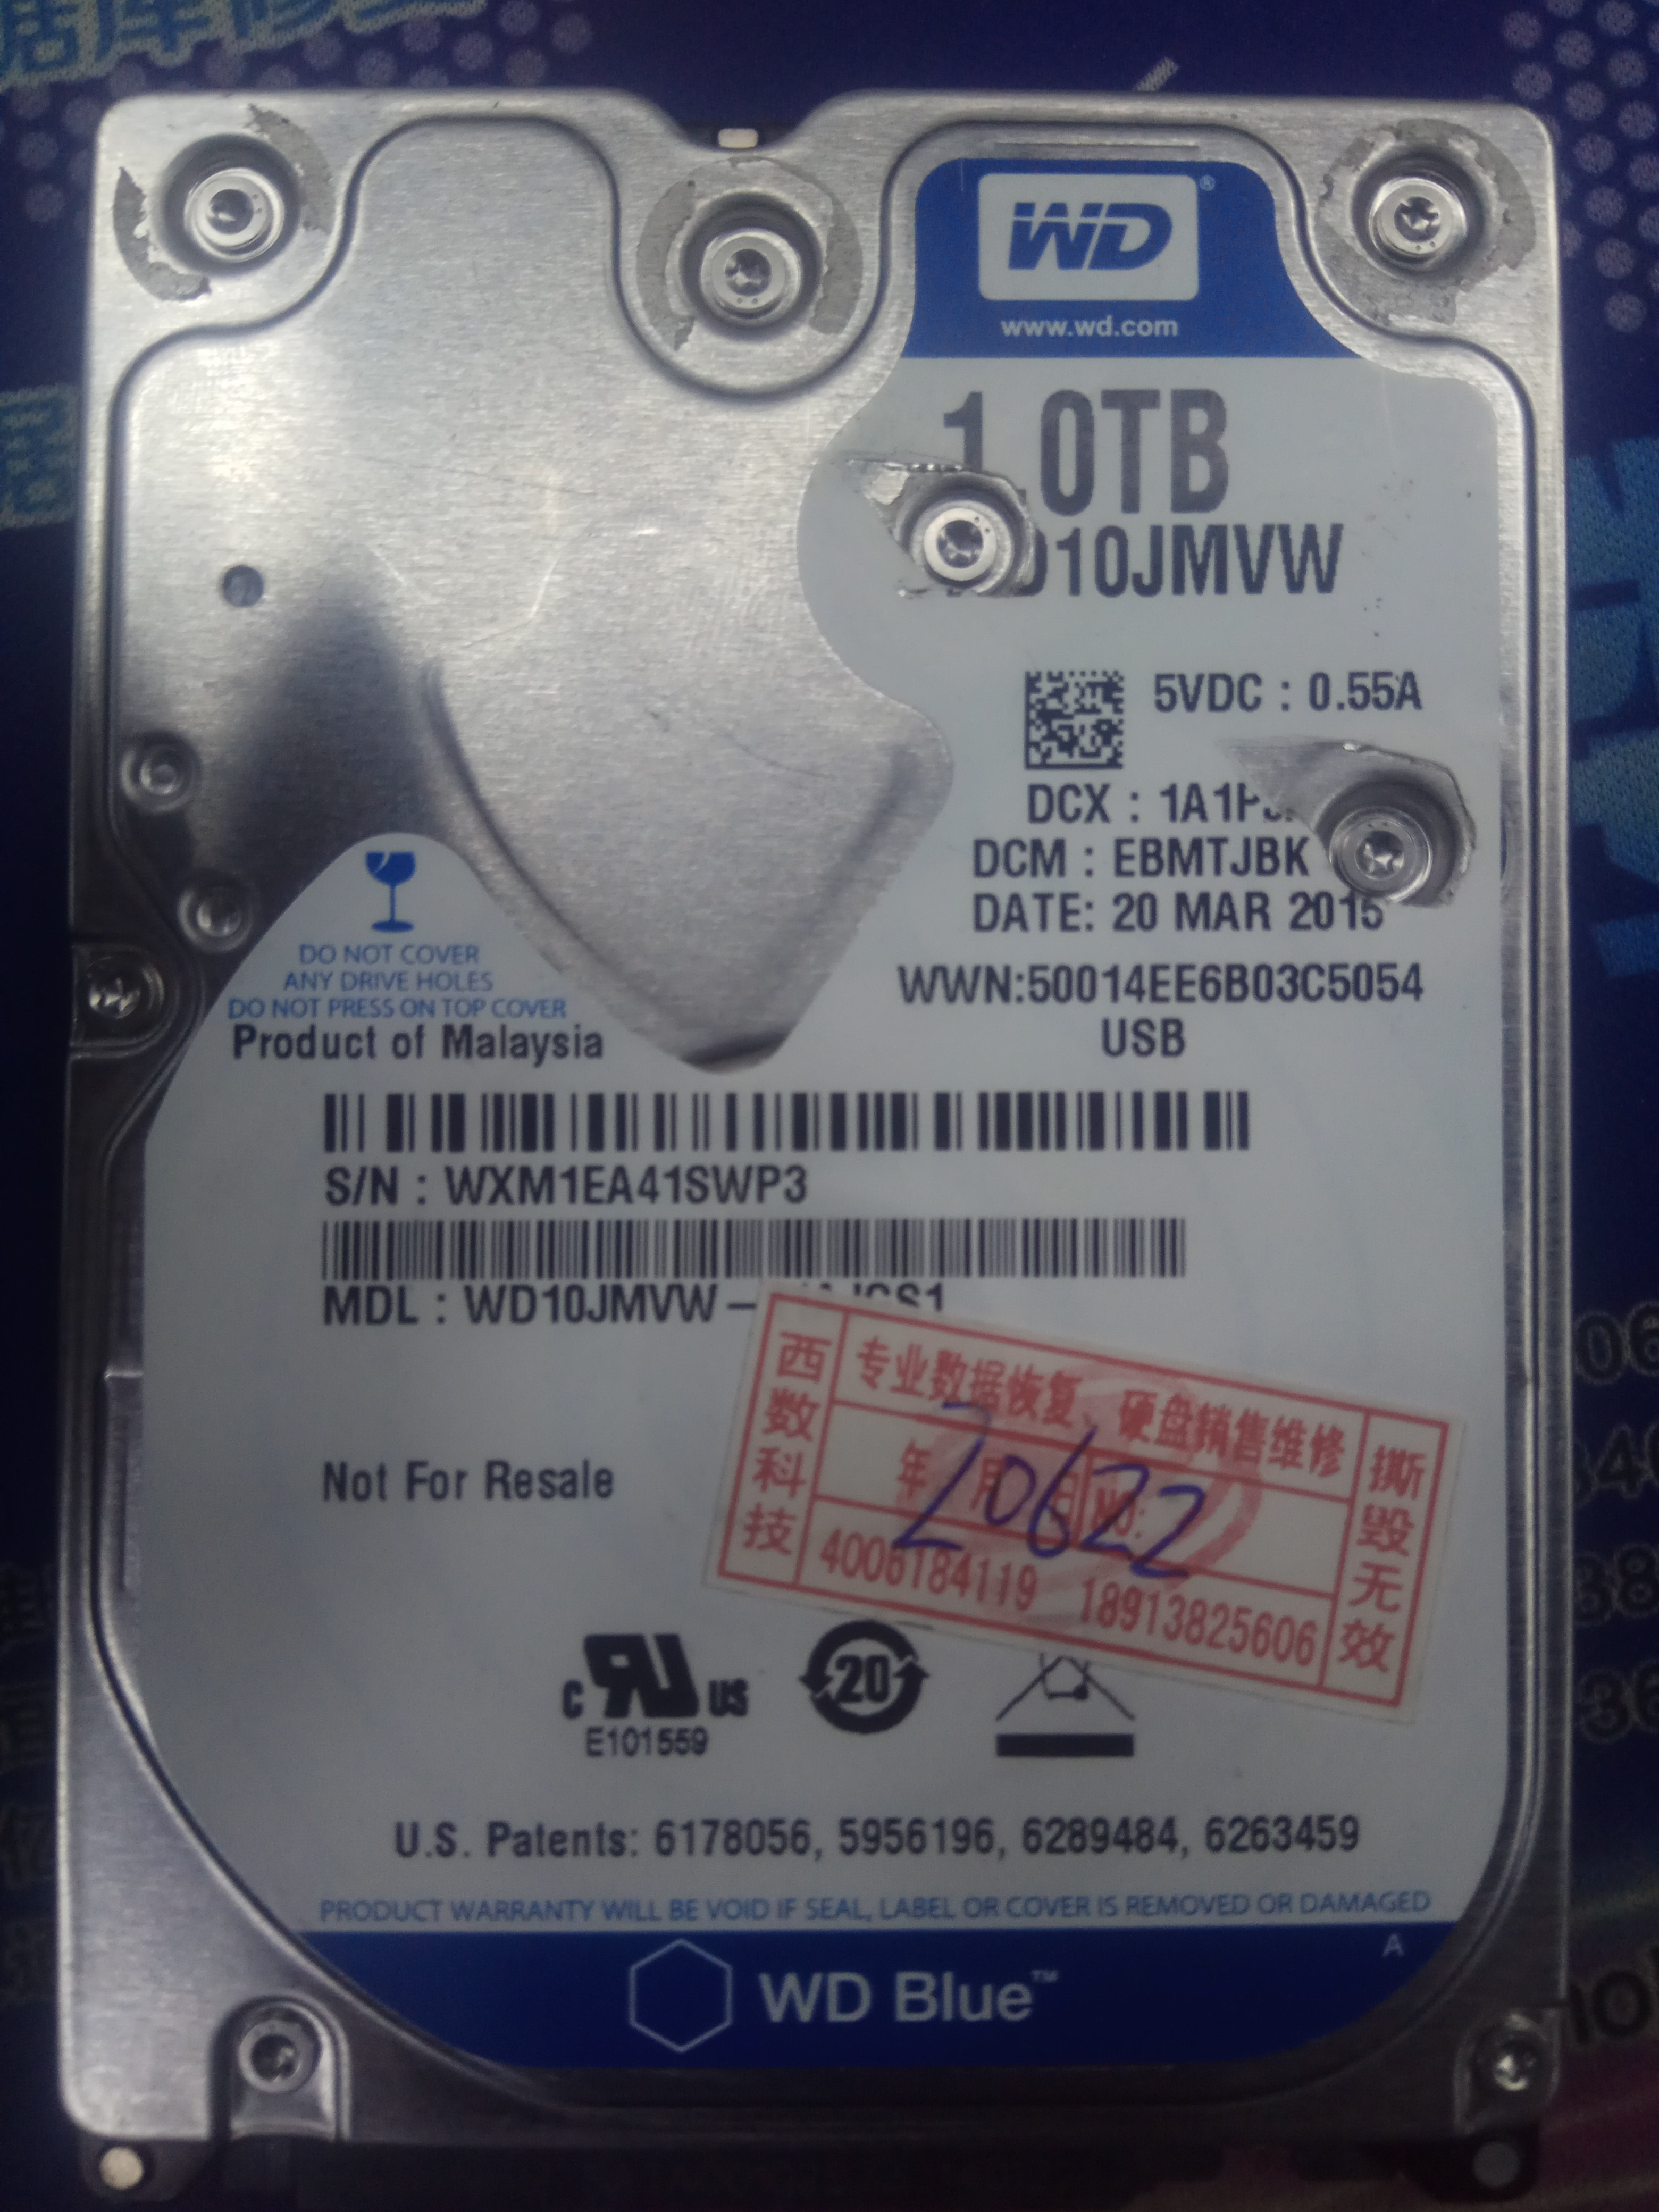 WD®
www.wd.com
1.0TB
D10JMVW
5VDC : 0.55A
DCX : 1A1P
DCM : EBMTJBK
DATE: 20 MAR 2015
WWN:50014EE6B03C5054
USB
DO NOT COVER
ANY DRIVE HOLES
DO NOT PRESS ON TOP COVER
Product of Malaysia
S/N : WXM1EA41SWP3
MDL : WD10JMVW –
西数科技
专业数据恢复、硬盘销售维修
年 月 日 NO:
20622
4006184119 18913825606
撕毁无效
Not For Resale
C US
E101559
20
U.S. Patents: 6178056, 5956196, 6289484, 6263459
PRODUCT WARRANTY WILL BE VOID IF SEAL, LABEL OR COVER IS REMOVED OR DAMAGED
A
WD Blue™